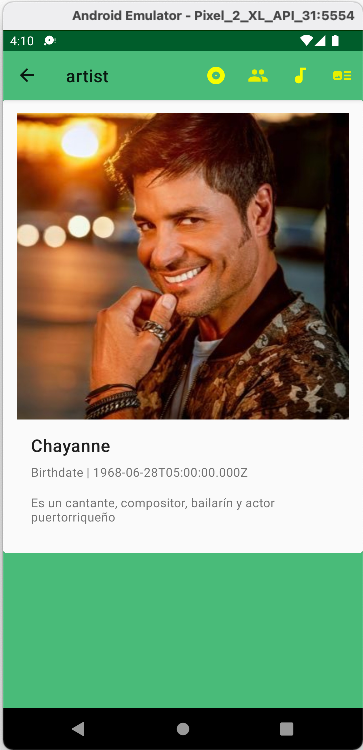 Android Emulator - Pixel_2_XL_API_31:5554
4:10
artist
Chayanne
Birthdate | 1968-06-28T05:00:00.000Z
Es un cantante, compositor, bailarín y actor
puertorriqueño